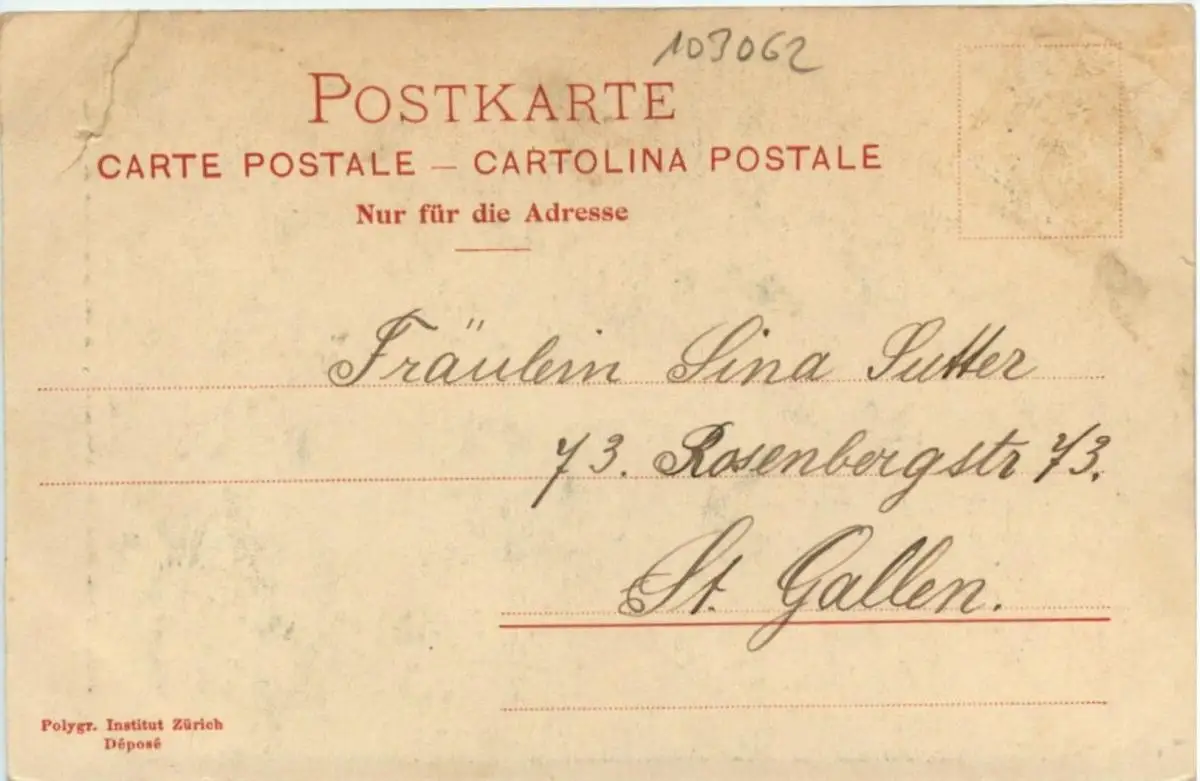 103062
POSTKARTE
CARTE POSTALE — CARTOLINA POSTALE
Nur für die Adresse
Fräulein Lina Sutter
73. Rosenbergstr 73.
St. Gallen.
Polygr. Institut Zürich
Déposé